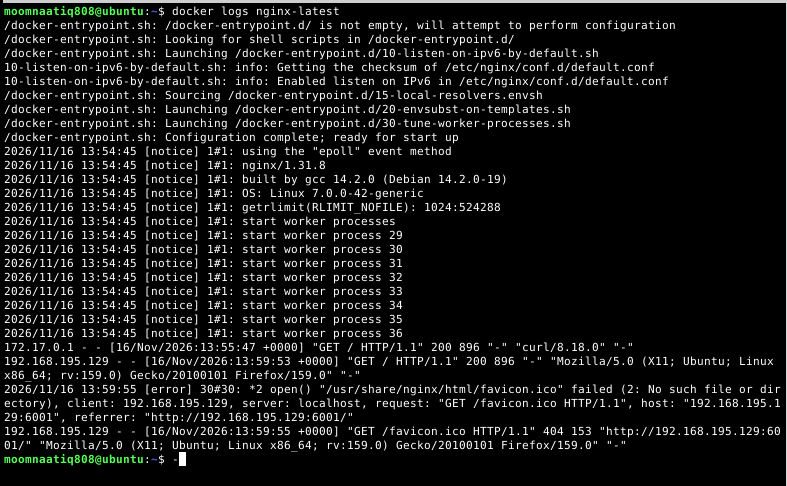 moomnaatiq808@ubuntu:~$ docker logs nginx-latest
/docker-entrypoint.sh: /docker-entrypoint.d/ is not empty, will attempt to perform configuration
/docker-entrypoint.sh: Looking for shell scripts in /docker-entrypoint.d/
/docker-entrypoint.sh: Launching /docker-entrypoint.d/10-listen-on-ipv6-by-default.sh
10-listen-on-ipv6-by-default.sh: info: Getting the checksum of /etc/nginx/conf.d/default.conf
10-listen-on-ipv6-by-default.sh: info: Enabled listen on IPv6 in /etc/nginx/conf.d/default.conf
/docker-entrypoint.sh: Sourcing /docker-entrypoint.d/15-local-resolvers.envsh
/docker-entrypoint.sh: Launching /docker-entrypoint.d/20-envsubst-on-templates.sh
/docker-entrypoint.sh: Launching /docker-entrypoint.d/30-tune-worker-processes.sh
/docker-entrypoint.sh: Configuration complete; ready for start up
2026/11/16 13:54:45 [notice] 1#1: using the "epoll" event method
2026/11/16 13:54:45 [notice] 1#1: nginx/1.31.8
2026/11/16 13:54:45 [notice] 1#1: built by gcc 14.2.0 (Debian 14.2.0-19)
2026/11/16 13:54:45 [notice] 1#1: OS: Linux 7.0.0-42-generic
2026/11/16 13:54:45 [notice] 1#1: getrlimit(RLIMIT_NOFILE): 1024:524288
2026/11/16 13:54:45 [notice] 1#1: start worker processes
2026/11/16 13:54:45 [notice] 1#1: start worker process 29
2026/11/16 13:54:45 [notice] 1#1: start worker process 30
2026/11/16 13:54:45 [notice] 1#1: start worker process 31
2026/11/16 13:54:45 [notice] 1#1: start worker process 32
2026/11/16 13:54:45 [notice] 1#1: start worker process 33
2026/11/16 13:54:45 [notice] 1#1: start worker process 34
2026/11/16 13:54:45 [notice] 1#1: start worker process 35
2026/11/16 13:54:45 [notice] 1#1: start worker process 36
172.17.0.1 - - [16/Nov/2026:13:55:47 +0000] "GET / HTTP/1.1" 200 896 "-" "curl/8.18.0" "-"
192.168.195.129 - - [16/Nov/2026:13:59:53 +0000] "GET / HTTP/1.1" 200 896 "-" "Mozilla/5.0 (X11; Ubuntu; Linux
x86_64; rv:159.0) Gecko/20100101 Firefox/159.0" "-"
2026/11/16 13:59:55 [error] 30#30: *2 open() "/usr/share/nginx/html/favicon.ico" failed (2: No such file or dir
ectory), client: 192.168.195.129, server: localhost, request: "GET /favicon.ico HTTP/1.1", host: "192.168.195.1
29:6001", referrer: "http://192.168.195.129:6001/"
192.168.195.129 - - [16/Nov/2026:13:59:55 +0000] "GET /favicon.ico HTTP/1.1" 404 153 "http://192.168.195.129:60
01/" "Mozilla/5.0 (X11; Ubuntu; Linux x86_64; rv:159.0) Gecko/20100101 Firefox/159.0" "-"
moomnaatiq808@ubuntu:~$ -